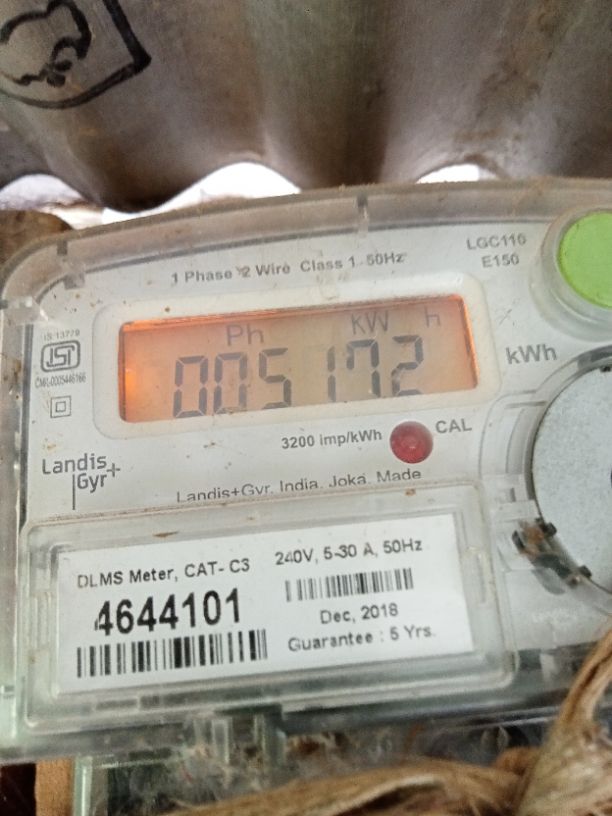 LGC110
E150
1 Phase 2 Wire Class 1 50Hz
IS 13779
CM/L-0005446166
Ph KW h
005172
kWh
3200 imp/kWh
CAL
Landis
Gyr+
Landis+Gyr, India, Joka, Made
DLMS Meter, CAT- C3
240V, 5-30 A, 50Hz
4644101
Dec, 2018
Guarantee : 5 Yrs.